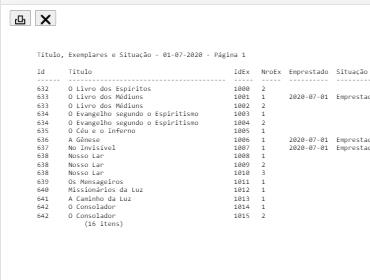 Título, Exemplares e Situação - 01-07-2020 - Página 1
Id Título IdEx NroEx Emprestado Situação
632 O Livro dos Espíritos 1000 2
633 O Livro dos Médiuns 1001 1 2020-07-01 Emprestad
633 O Livro dos Médiuns 1002 2
634 O Evangelho segundo o Espiritismo 1003 1
634 O Evangelho segundo o Espiritismo 1004 2
635 O Céu e o inferno 1005 1
636 A Gênese 1006 1 2020-07-01 Emprestad
637 No Invisível 1007 1 2020-07-01 Emprestad
638 Nosso Lar 1008 1
638 Nosso Lar 1009 2
638 Nosso Lar 1010 3
639 Os Mensageiros 1011 1
640 Missionários da Luz 1012 1
641 A Caminho da Luz 1013 1
642 O Consolador 1014 1
642 O Consolador 1015 2
(16 itens)